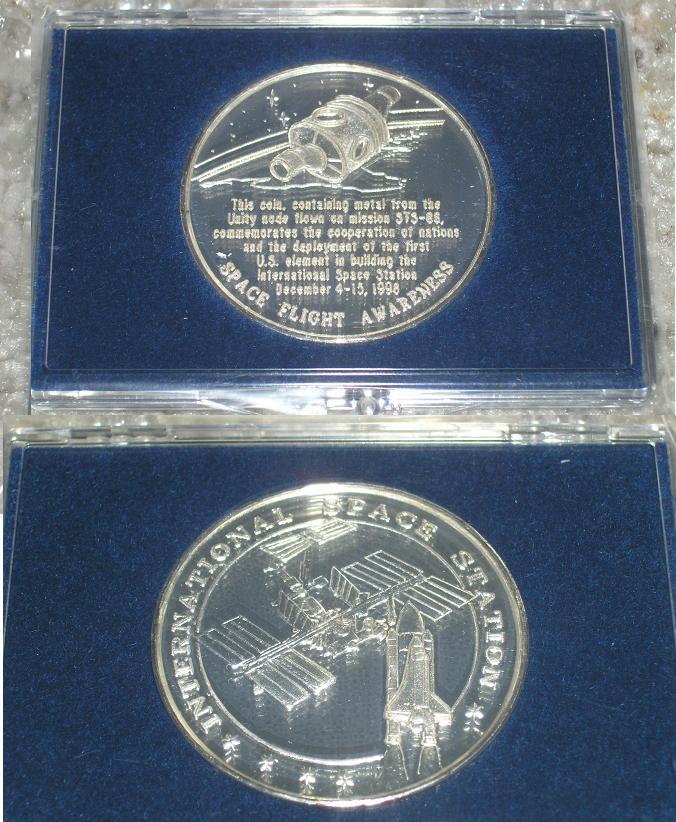 This coin, containing metal from the
Unity node flown on mission STS-88,
commemorates the cooperation of nations
and the deployment of the first
U.S. element in building the
International Space Station
December 4-15, 1998
SPACE FLIGHT AWARENESS
INTERNATIONAL SPACE STATION